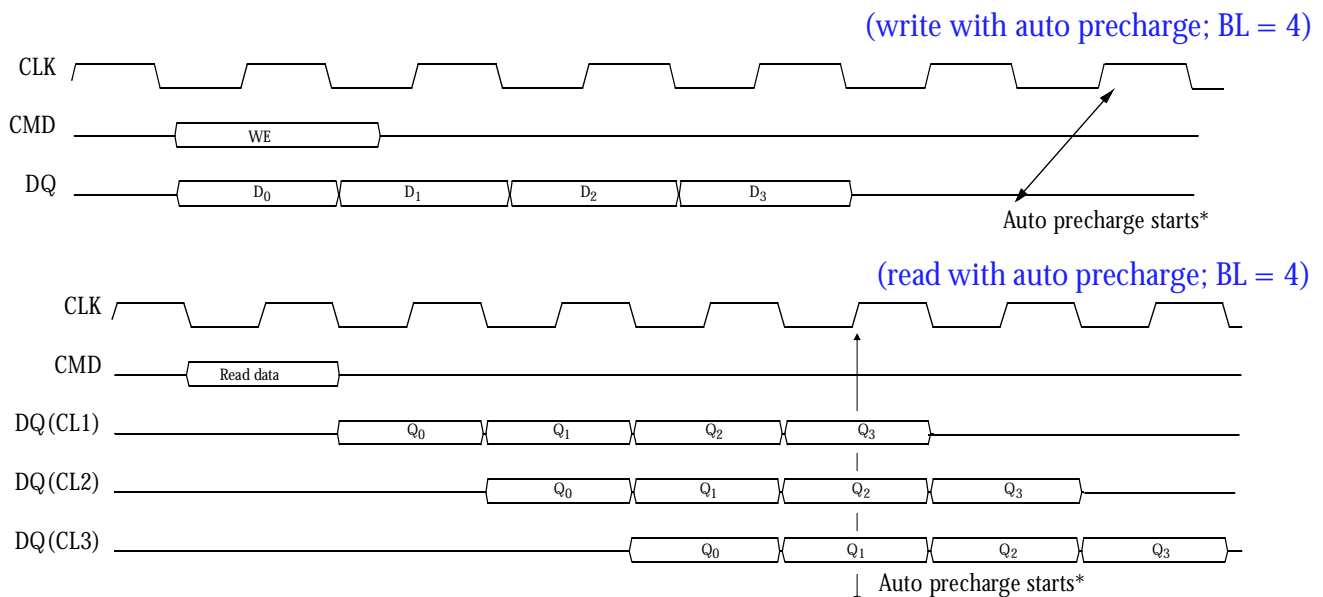 (write with auto precharge; BL = 4)
CLK
CMD
WE
DQ
D0 D1 D2 D3
Auto precharge starts*
(read with auto precharge; BL = 4)
CLK
CMD
Read data
DQ(CL1)
Q0 Q1 Q2 Q3
DQ(CL2)
Q0 Q1 Q2 Q3
DQ(CL3)
Q0 Q1 Q2 Q3
Auto precharge starts*